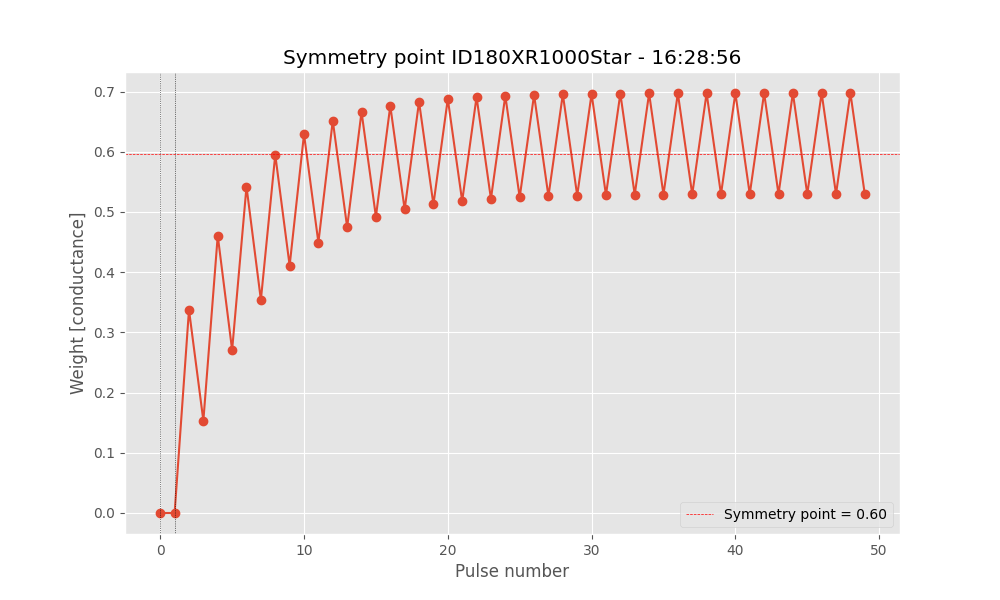 Symmetry point ID180XR1000Star - 16:28:56
Weight [conductance]
0.7
0.6
0.5
0.4
0.3
0.2
0.1
0.0
Symmetry point = 0.60
0 10 20 30 40 50
Pulse number